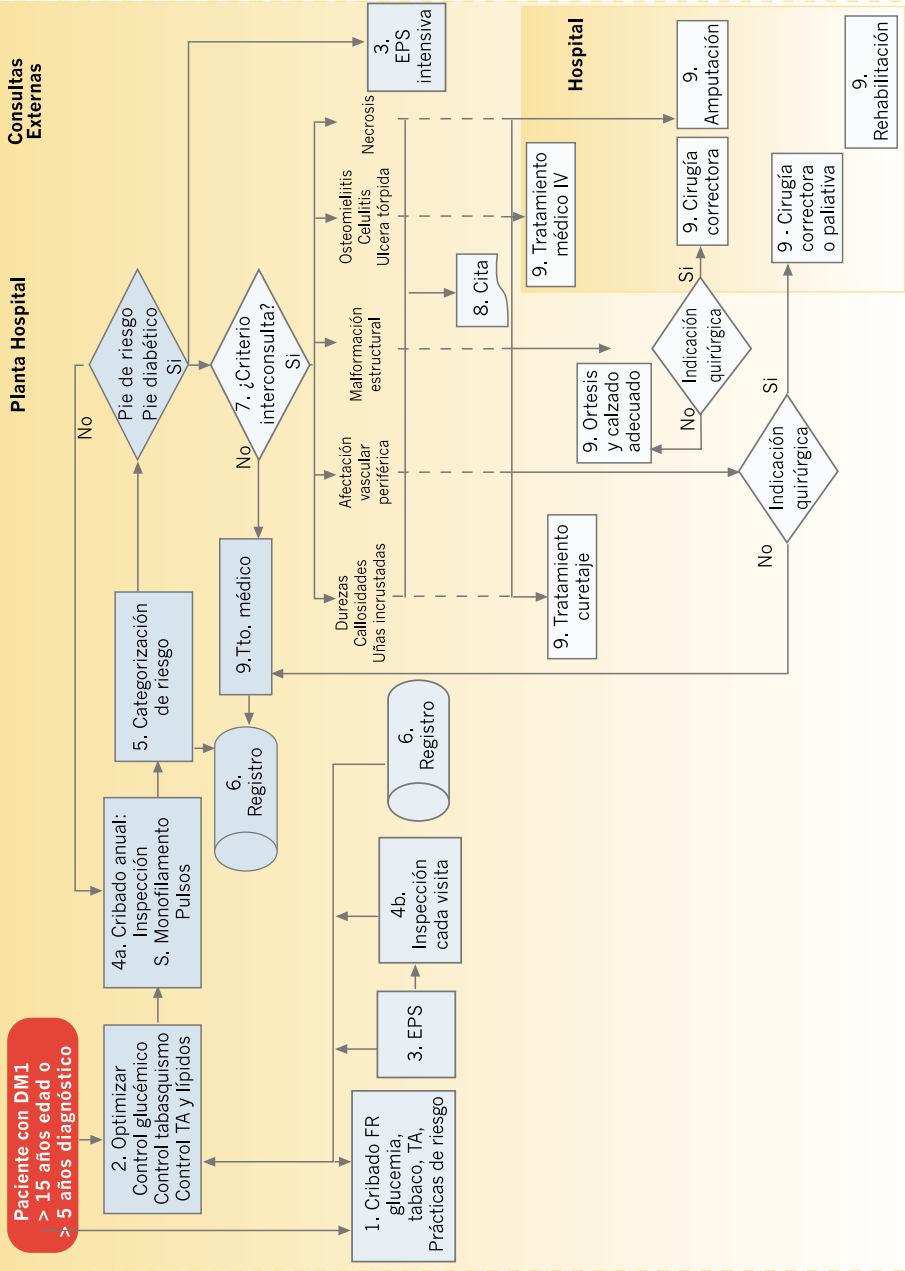 Planta Hospital
Consultas
Externas
Paciente con DM1
> 15 años edad o
> 5 años diagnóstico
2. Optimizar
Control glucémico
Control tabasquismo
Control TA y lípidos
4a. Cribado anual:
Inspección
S. Monofilamento
Pulsos
5. Categorización
de riesgo
No
Pie de riesgo
Pie diabético
Si
3.
EPS
intensiva
6.
Registro
9.Tto. médico
No
7. ¿Criterio
interconsulta?
Si
1. Cribado FR
glucemia,
tabaco, TA,
Prácticas de riesgo
3. EPS
4b.
Inspección
cada visita
6.
Registro
Durezas
Callosidades
Uñas incrustadas
Afectación
vascular
periférica
Malformación
estructural
Osteomieliitis
Celulitis
Ulcera tórpida
Necrosis
8. Cita
9. Tratamiento
curetaje
9. Ortesis
y calzado
adecuado
9. Tratamiento
médico IV
Hospital
No
Indicación
quirúrgica
Si
9. Cirugía
correctora
9.
Amputación
No
Indicación
quirúrgica
Si
9 - Cirugía
correctora
o paliativa
9.
Rehabilitación